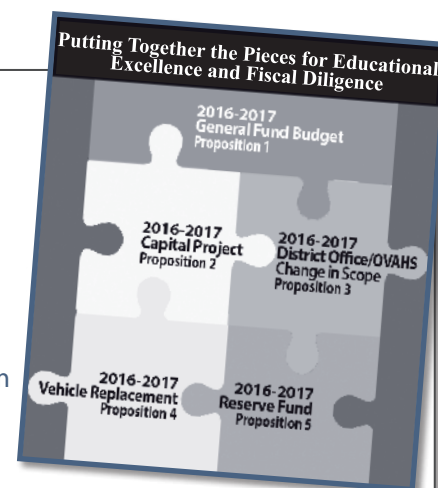 Putting Together the Pieces for Educational
Excellence and Fiscal Diligence
2016-2017
General Fund Budget
Proposition 1
2016-2017
Capital Project
Proposition 2
2016-2017
District Office/OVAHS
Change in Scope
Proposition 3
2016-2017
Vehicle Replacement
Proposition 4
2016-2017
Reserve Fund
Proposition 5
n